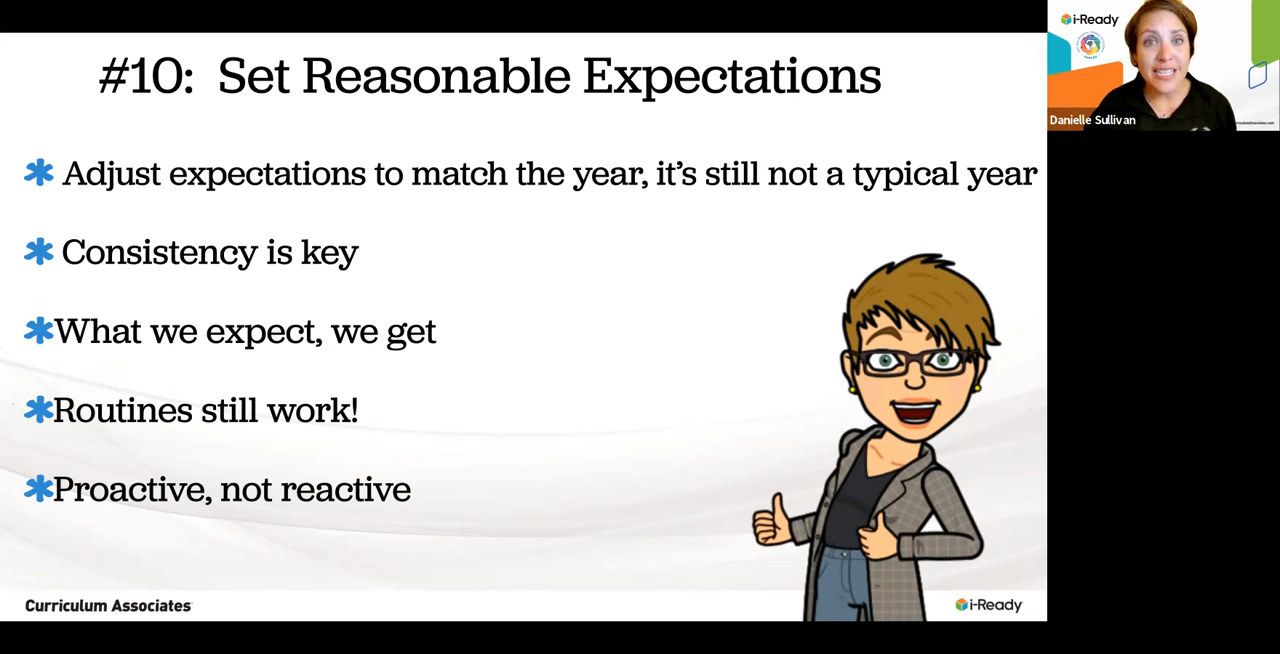 #10: Set Reasonable Expectations
Adjust expectations to match the year, it's still not a typical year
Consistency is key
What we expect, we get
Routines still work!
Proactive, not reactive
Curriculum Associates
i-Ready
i-Ready
Danielle Sullivan